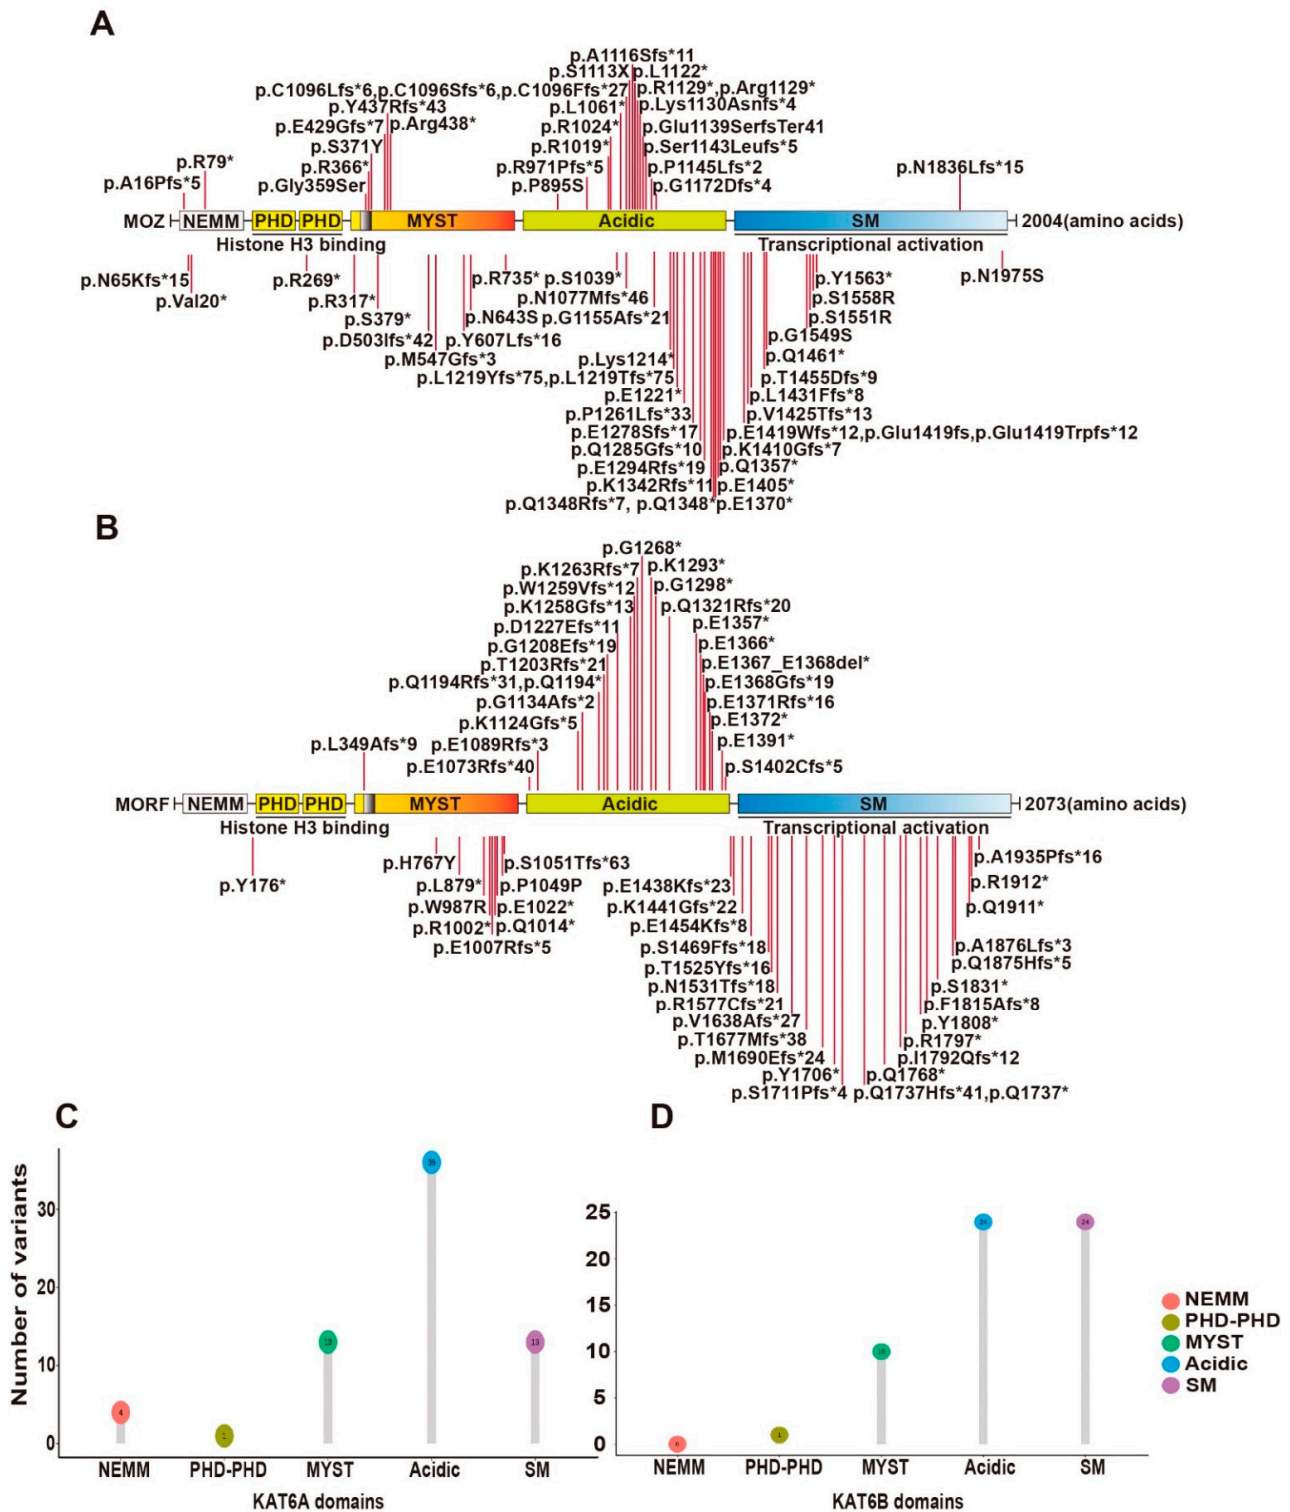 A
p.A1116Sfs*11
p.S1113X p.L1122*
p.C1096Lfs*6,p.C1096Sfs*6,p.C1096Ffs*27 p.R1129*,p.Arg1129*
p.Y437Rfs*43 p.L1061* p.Lys1130Asnfs*4
p.E429Gfs*7 p.Arg438* p.R1024* p.Glu1139SerfsTer41
p.S371Y p.R1019* p.Ser1143Leufs*5
p.R79* p.R366* p.R971Pfs*5 p.P1145Lfs*2 p.N1836Lfs*15
p.A16Pfs*5 p.Gly359Ser p.P895S p.G1172Dfs*4
MOZ NEMM PHD PHD MYST Acidic SM 2004(amino acids)
Histone H3 binding Transcriptional activation
p.N65Kfs*15 p.R269* p.R735* p.S1039* p.Y1563* p.N1975S
p.Val20* p.R317* p.N1077Mfs*46 p.S1558R
p.S379* p.N643S p.G1155Afs*21 p.S1551R
p.D503Ifs*42 p.Y607Lfs*16 p.G1549S
p.M547Gfs*3 p.Lys1214* p.Q1461*
p.L1219Yfs*75,p.L1219Tfs*75 p.T1455Dfs*9
p.E1221* p.L1431Ffs*8
p.P1261Lfs*33 p.V1425Tfs*13
p.E1278Sfs*17 p.E1419Wfs*12,p.Glu1419fs,p.Glu1419Trpfs*12
p.Q1285Gfs*10 p.K1410Gfs*7
p.E1294Rfs*19 p.Q1357*
p.K1342Rfs*11 p.E1405*
p.Q1348Rfs*7, p.Q1348* p.E1370*
B
p.G1268*
p.K1263Rfs*7 p.K1293*
p.W1259Vfs*12 p.G1298*
p.K1258Gfs*13 p.Q1321Rfs*20
p.D1227Efs*11 p.E1357*
p.G1208Efs*19 p.E1366*
p.T1203Rfs*21 p.E1367_E1368del*
p.Q1194Rfs*31,p.Q1194* p.E1368Gfs*19
p.G1134Afs*2 p.E1371Rfs*16
p.K1124Gfs*5 p.E1372*
p.L349Afs*9 p.E1089Rfs*3 p.E1391*
p.E1073Rfs*40 p.S1402Cfs*5
MORF NEMM PHD PHD MYST Acidic SM 2073(amino acids)
Histone H3 binding Transcriptional activation
p.H767Y p.S1051Tfs*63 p.A1935Pfs*16
p.Y176* p.L879* p.P1049P p.E1438Kfs*23 p.R1912*
p.W987R p.E1022* p.K1441Gfs*22 p.Q1911*
p.R1002* p.Q1014* p.E1454Kfs*8
p.E1007Rfs*5 p.S1469Ffs*18 p.A1876Lfs*3
p.T1525Yfs*16 p.Q1875Hfs*5
p.N1531Tfs*18 p.S1831*
p.R1577Cfs*21 p.F1815Afs*8
p.V1638Afs*27 p.Y1808*
p.T1677Mfs*38 p.R1797*
p.M1690Efs*24 p.I1792Qfs*12
p.Y1706* p.Q1768*
p.S1711Pfs*4 p.Q1737Hfs*41,p.Q1737*
C
Number of variants
30
20
10
0
4 1 13 36 13
NEMM PHD-PHD MYST Acidic SM
KAT6A domains
D
25
20
15
10
5
0
0 1 10 24 24
NEMM PHD-PHD MYST Acidic SM
KAT6B domains
NEMM
PHD-PHD
MYST
Acidic
SM